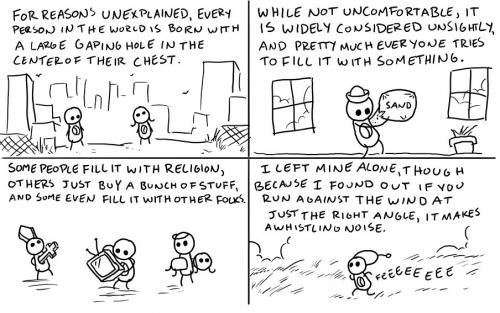 FOR REASONS UNEXPLAINED, EVERY
PERSON IN THE WORLD IS BORN WITH
A LARGE GAPING HOLE IN THE
CENTER OF THEIR CHEST.
WHILE NOT UNCOMFORTABLE, IT
IS WIDELY CONSIDERED UNSIGHTLY,
AND PRETTY MUCH EVERYONE TRIES
TO FILL IT WITH SOMETHING.
SAND
SOME PEOPLE FILL IT WITH RELIGION,
OTHERS JUST BUY A BUNCH OF STUFF,
AND SOME EVEN FILL IT WITH OTHER FOLKS.
I LEFT MINE ALONE, THOUGH
BECAUSE I FOUND OUT IF YOU
RUN AGAINST THE WIND AT
JUST THE RIGHT ANGLE, IT MAKES
A WHISTLING NOISE.
FEEEEEEEE